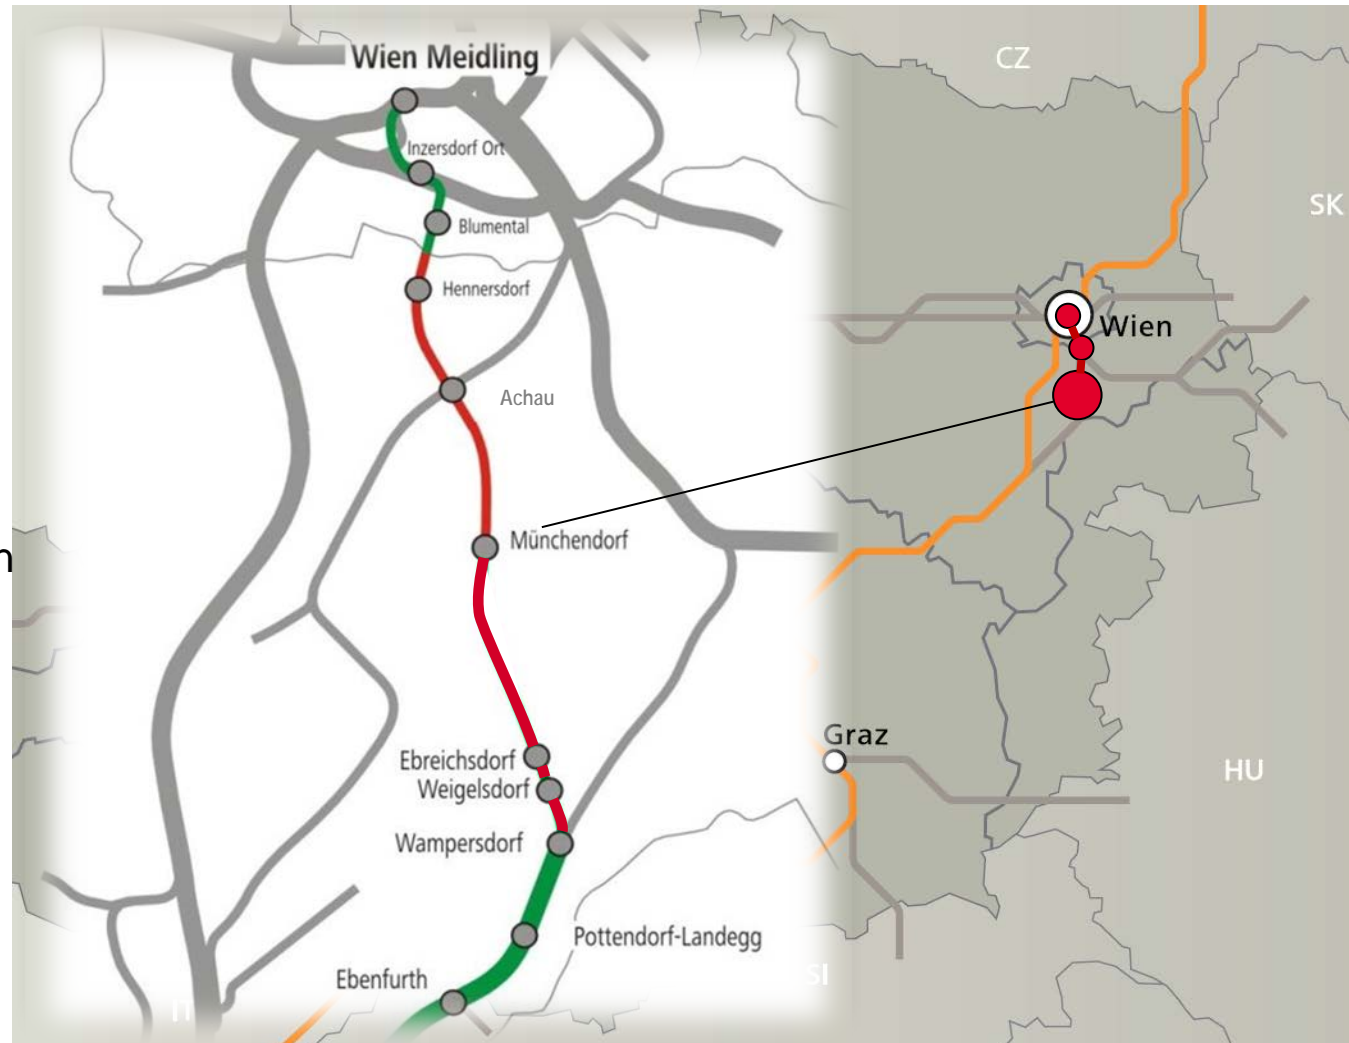 Wien Meidling
Inzersdorf Ort
Blumental
Hennersdorf
Achau
Münchendorf
Ebreichsdorf
Weigelsdorf
Wampersdorf
Pottendorf-Landegg
Ebenfurth
CZ
SK
Wien
Graz
HU
SI
IT
n